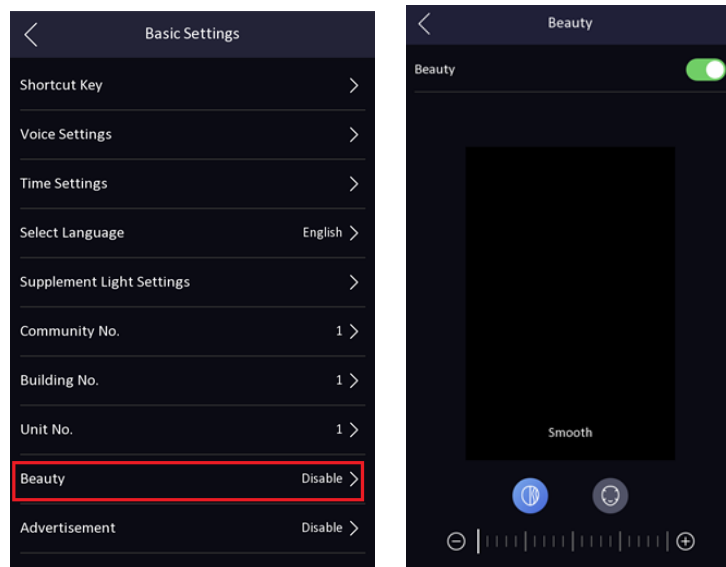 Basic Settings
Shortcut Key
Voice Settings
Time Settings
Select Language English
Supplement Light Settings
Community No. 1
Building No. 1
Unit No. 1
Beauty Disable
Advertisement Disable
Beauty
Beauty
Smooth